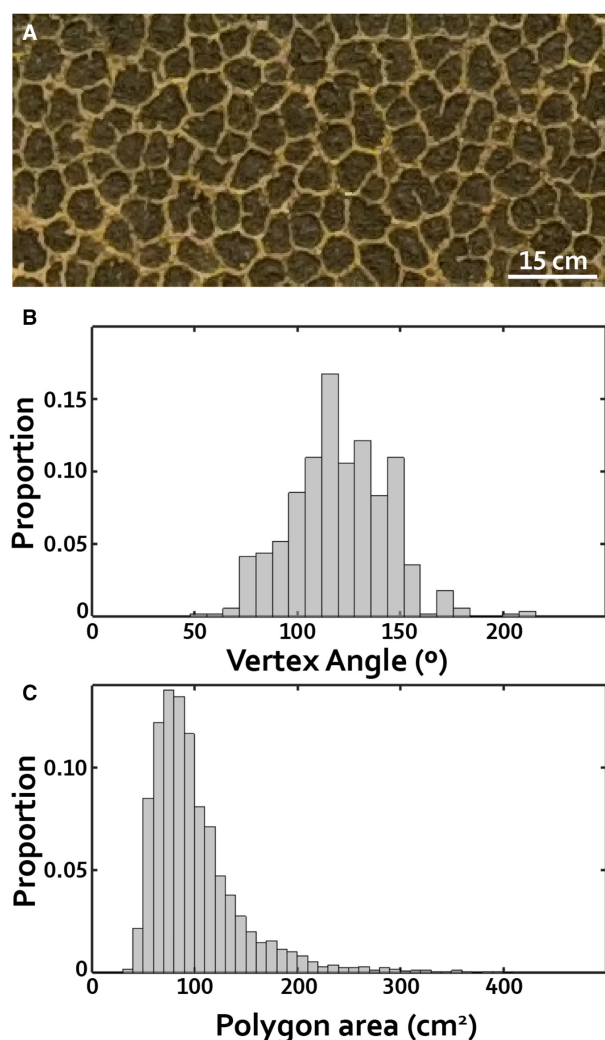 A
15 cm
B
Proportion
0.15
0.10
0.05
0
0 50 100 150 200
Vertex Angle (º)
C
Proportion
0.10
0.05
0
0 100 200 300 400
Polygon area (cm²)